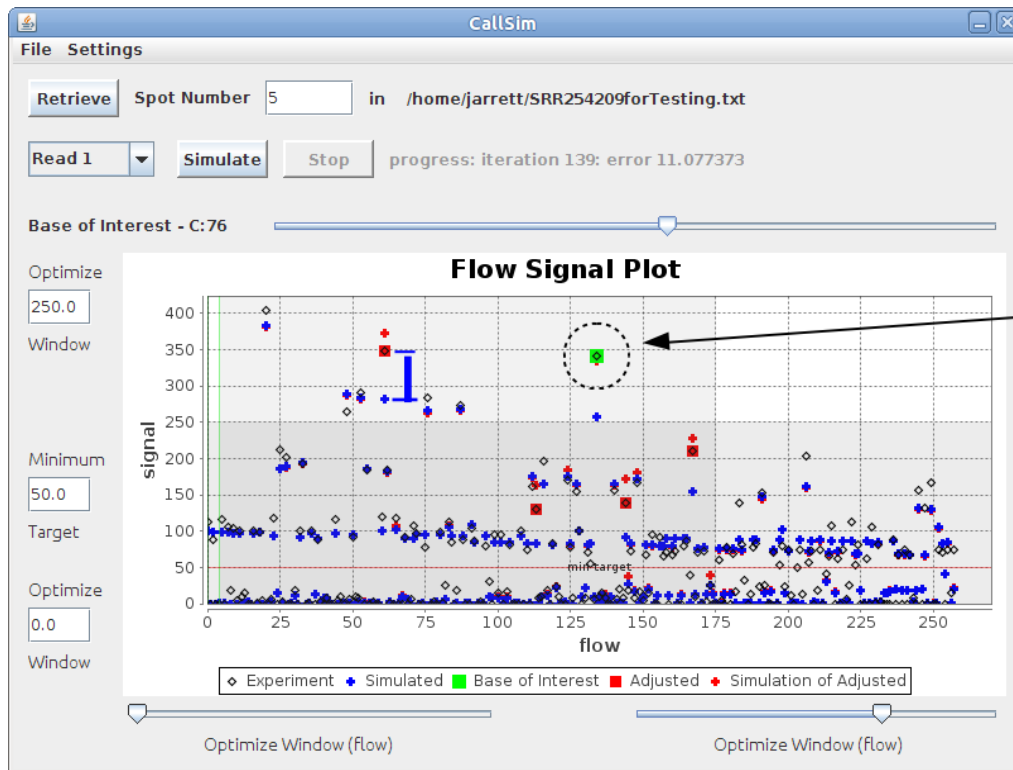 CallSim
File Settings
Retrieve Spot Number 5 in /home/jarrett/SRR254209forTesting.txt
Read 1 Simulate Stop progress: iteration 139: error 11.077373
Base of Interest - C:76
Optimize
250.0
Window
Minimum
50.0
Target
Optimize
0.0
Window
Flow Signal Plot
signal
400
350
300
250
200
150
100
50
0
min target
0 25 50 75 100 125 150 175 200 225 250
flow
Experiment Simulated Base of Interest Adjusted Simulation of Adjusted
Optimize Window (flow) Optimize Window (flow)